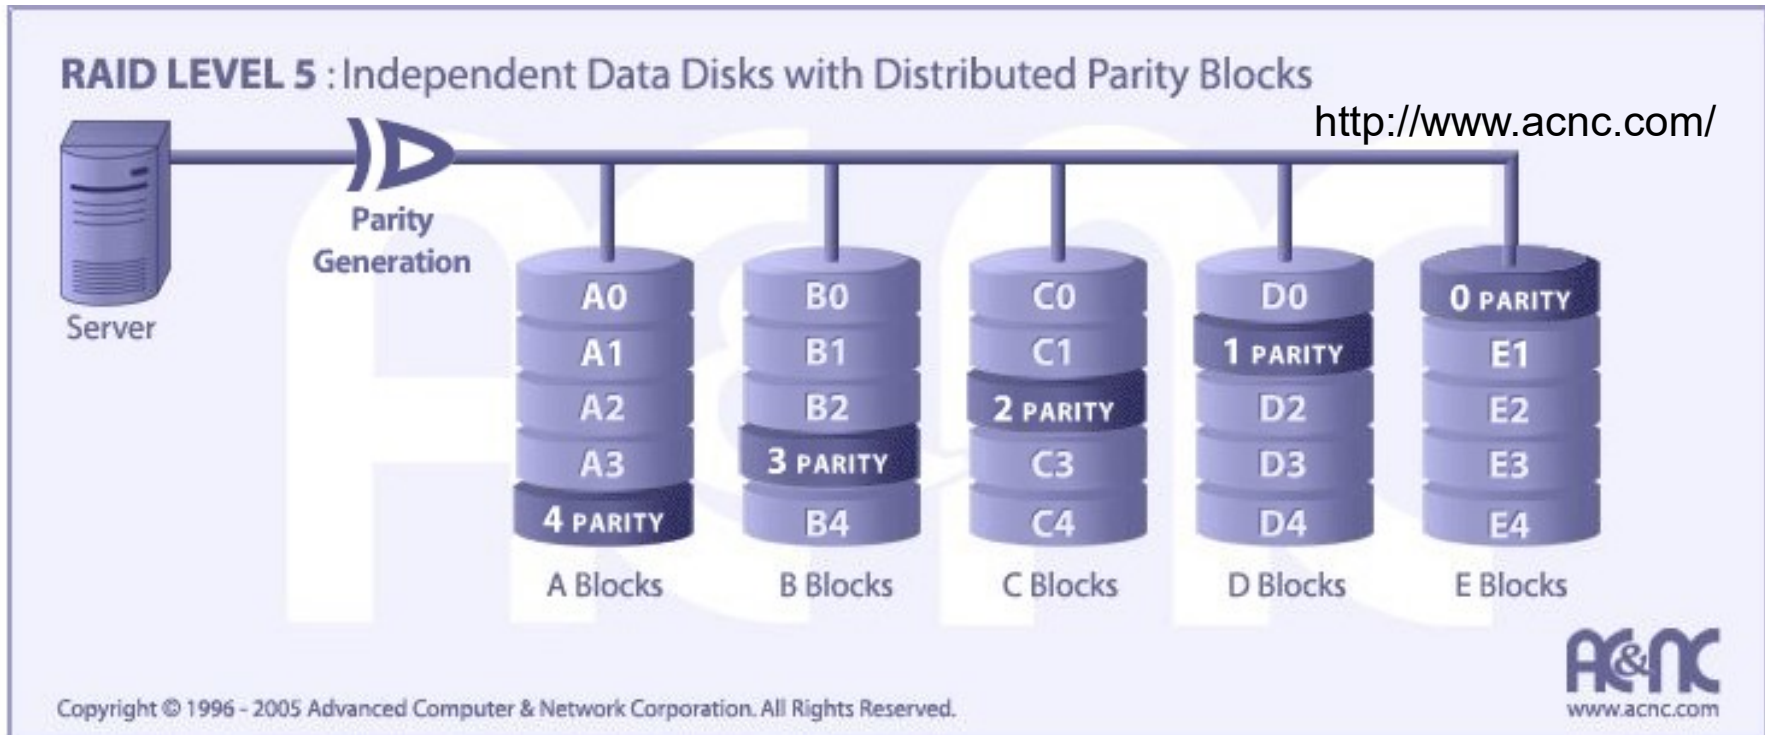 RAID LEVEL 5 : Independent Data Disks with Distributed Parity Blocks
http://www.acnc.com/
Parity
Generation
Server
A0 B0 C0 D0 0 PARITY
A1 B1 C1 1 PARITY E1
A2 B2 2 PARITY D2 E2
A3 3 PARITY C3 D3 E3
4 PARITY B4 C4 D4 E4
A Blocks B Blocks C Blocks D Blocks E Blocks
AC&NC
www.acnc.com
Copyright © 1996 - 2005 Advanced Computer & Network Corporation. All Rights Reserved.